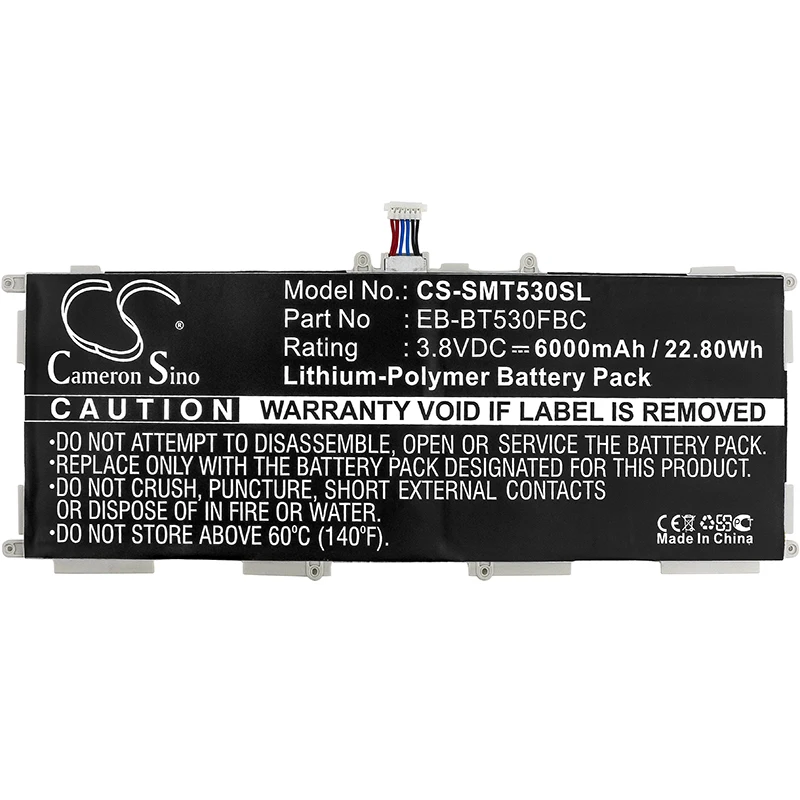 CS
®
Cameron Sino
Model No.: CS-SMT530SL
Part No : EB-BT530FBC
Rating : 3.8VDC⎓6000mAh / 22.80Wh
Lithium-Polymer Battery Pack
CAUTION WARRANTY VOID IF LABEL IS REMOVED
•DO NOT ATTEMPT TO DISASSEMBLE, OPEN OR SERVICE THE BATTERY PACK.
•REPLACE ONLY WITH THE BATTERY PACK DESIGNATED FOR THIS PRODUCT.
•DO NOT CRUSH, PUNCTURE, SHORT EXTERNAL CONTACTS
OR DISPOSE OF IN FIRE OR WATER.
•DO NOT STORE ABOVE 60°C (140°F).
CE
Made In China